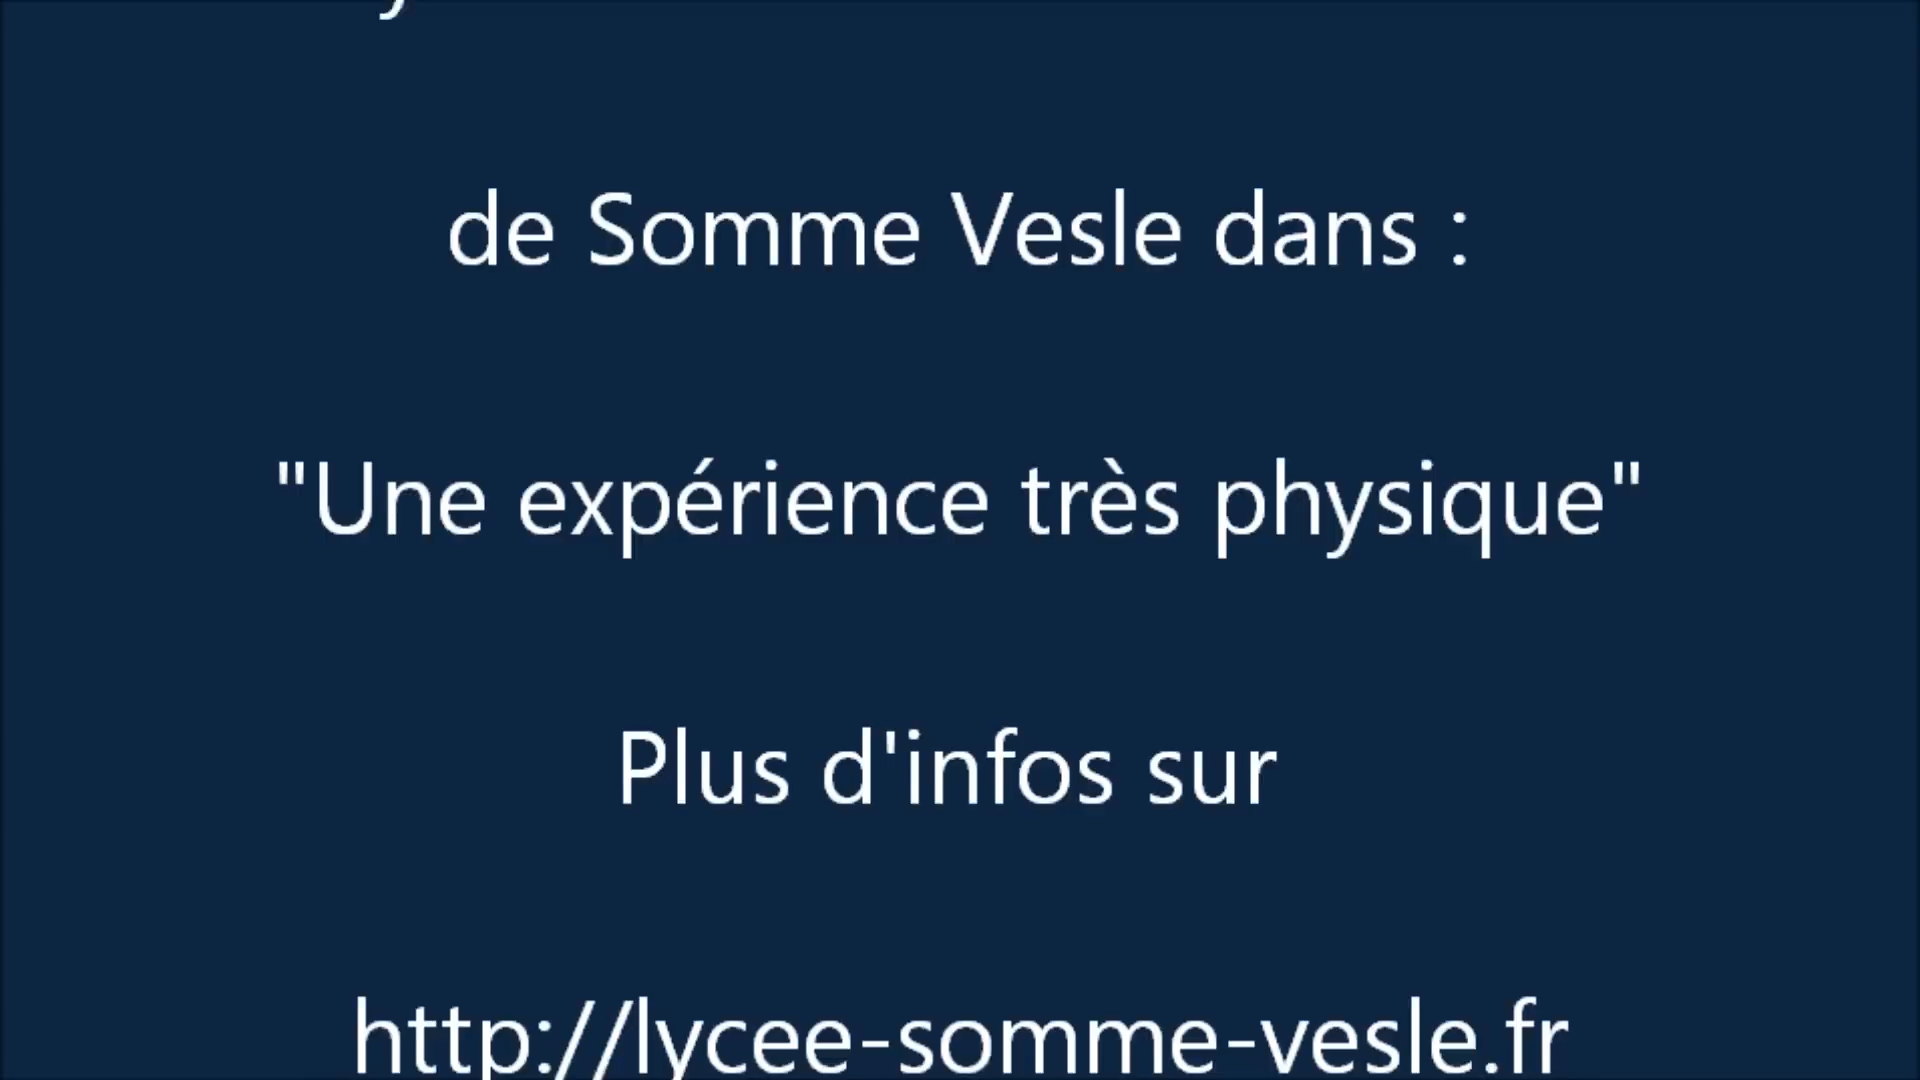 de Somme Vesle dans :
"Une expérience très physique"
Plus d'infos sur
http://lycee-somme-vesle.fr